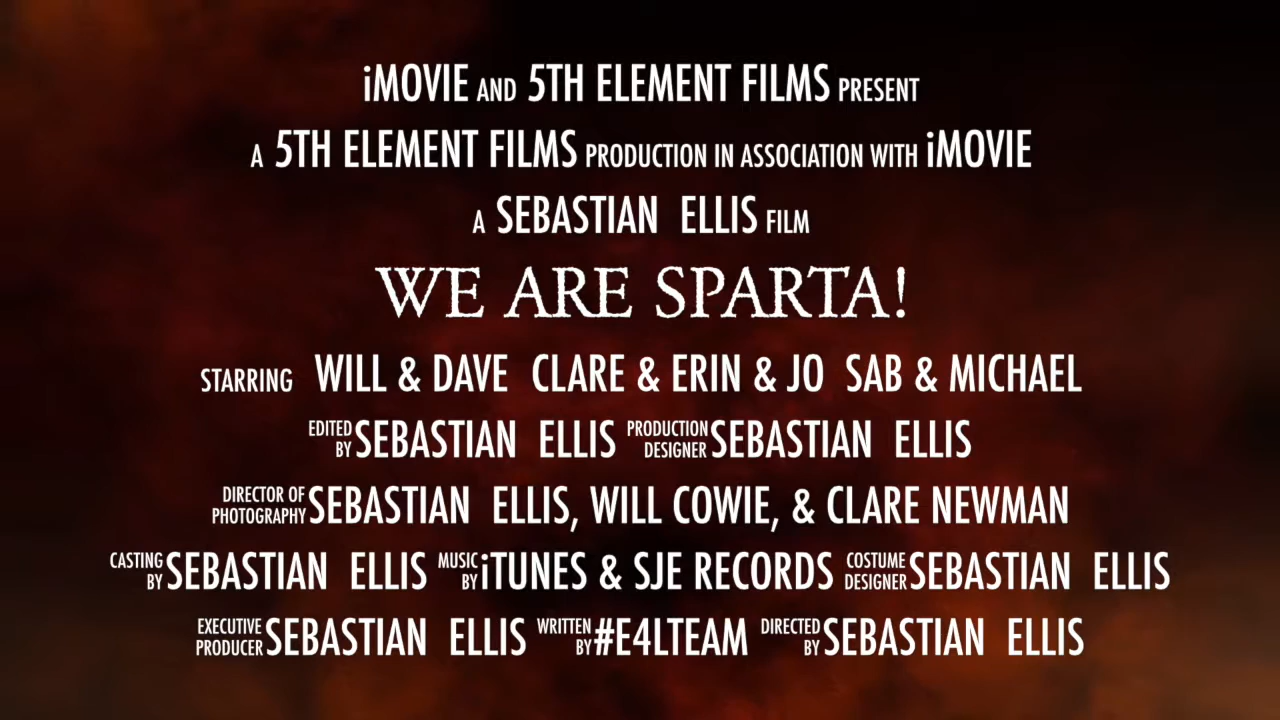 iMOVIE AND 5TH ELEMENT FILMS PRESENT
A 5TH ELEMENT FILMS PRODUCTION IN ASSOCIATION WITH iMOVIE
A SEBASTIAN ELLIS FILM
WE ARE SPARTA!
STARRING WILL & DAVE CLARE & ERIN & JO SAB & MICHAEL
EDITED BY SEBASTIAN ELLIS PRODUCTION DESIGNER SEBASTIAN ELLIS
DIRECTOR OF PHOTOGRAPHY SEBASTIAN ELLIS, WILL COWIE, & CLARE NEWMAN
CASTING BY SEBASTIAN ELLIS MUSIC BY iTUNES & SJE RECORDS COSTUME DESIGNER SEBASTIAN ELLIS
EXECUTIVE PRODUCER SEBASTIAN ELLIS WRITTEN BY #E4LTEAM DIRECTED BY SEBASTIAN ELLIS